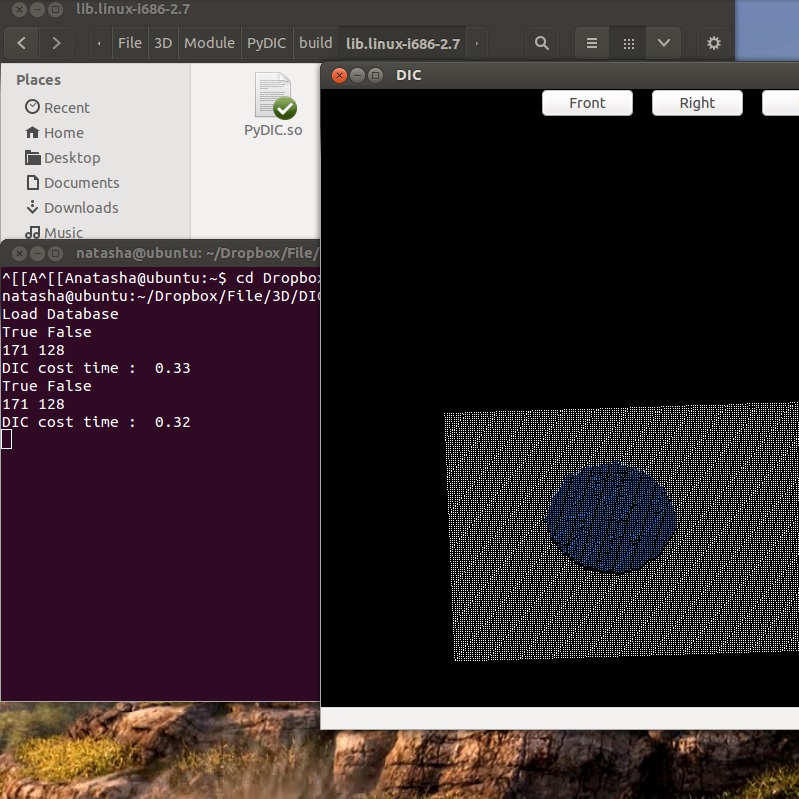 lib.linux-i686-2.7
File 3D Module PyDIC build lib.linux-i686-2.7
Places
Recent
Home
Desktop
Documents
Downloads
Music
PyDIC.so
DIC
Front Right
natasha@ubuntu: ~/Dropbox/File/
^[[A^[[Anatasha@ubuntu:~$ cd Dropbox
natasha@ubuntu:~/Dropbox/File/3D/DIC
Load Database
True False
171 128
DIC cost time :  0.33
True False
171 128
DIC cost time :  0.32